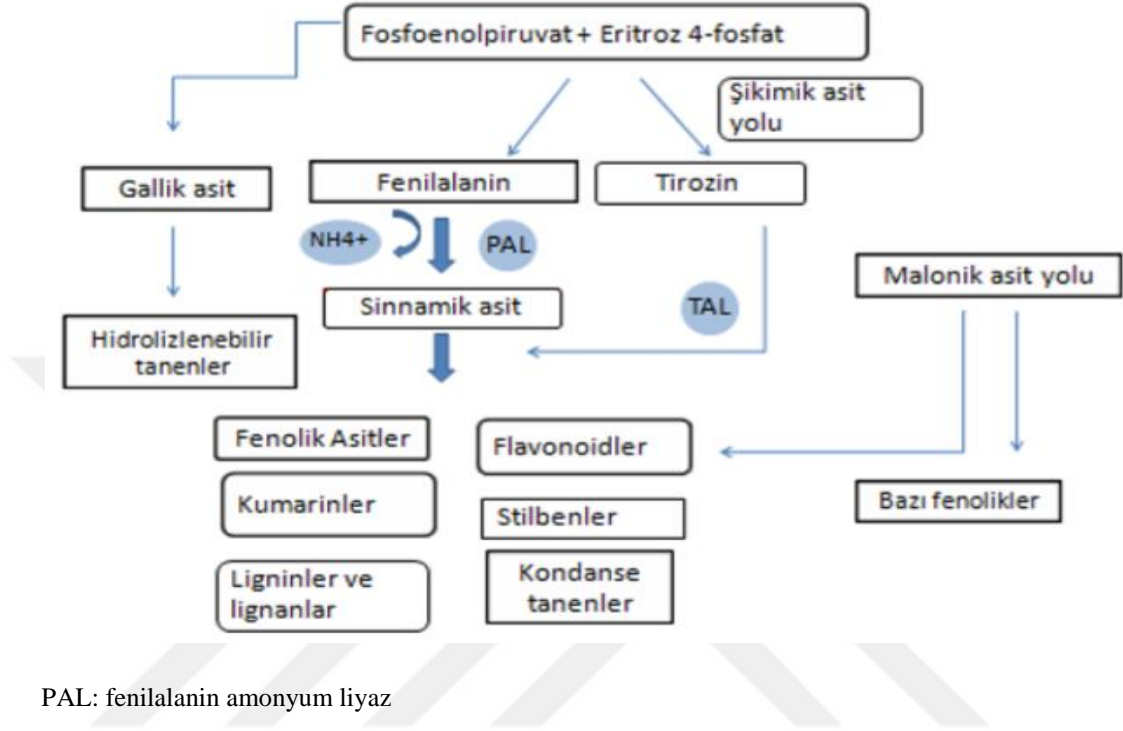 Fosfoenolpiruvat + Eritroz 4-fosfat
Şikimik asit
yolu
Gallik asit
Fenilalanin
Tirozin
NH4+
PAL
Malonik asit yolu
Sinnamik asit
TAL
Hidrolizlenebilir
tanenler
Fenolik Asitler
Flavonoidler
Kumarinler
Stilbenler
Bazı fenolikler
Ligninler ve
lignanlar
Kondanse
tanenler
PAL: fenilalanin amonyum liyaz